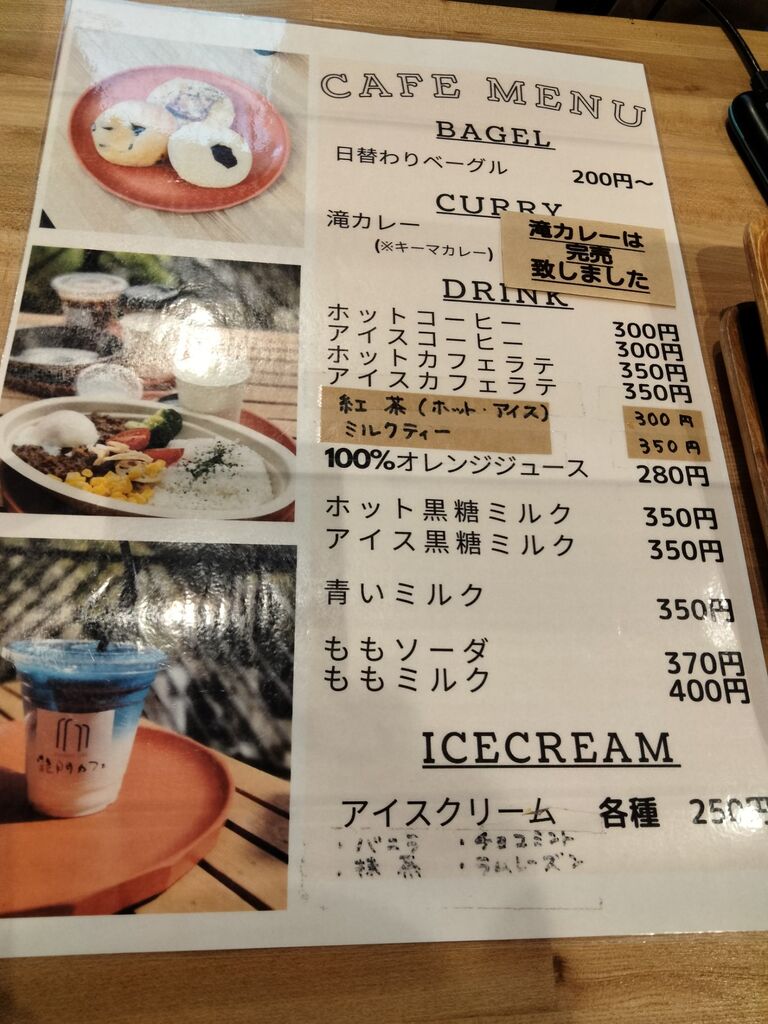 CAFE MENU
BAGEL
日替わりベーグル 200円～
CURRY
滝カレー
(※キーマカレー)
滝カレーは
完売
致しました
DRINK
ホットコーヒー 300円
アイスコーヒー 300円
ホットカフェラテ 350円
アイスカフェラテ 350円
紅茶(ホット・アイス) 300円
ミルクティー 350円
100%オレンジジュース 280円
ホット黒糖ミルク 350円
アイス黒糖ミルク 350円
青いミルク 350円
ももソーダ 370円
ももミルク 400円
ICECREAM
アイスクリーム 各種 250円
・バニラ ・チョコミント
・抹茶 ・ラムレーズン